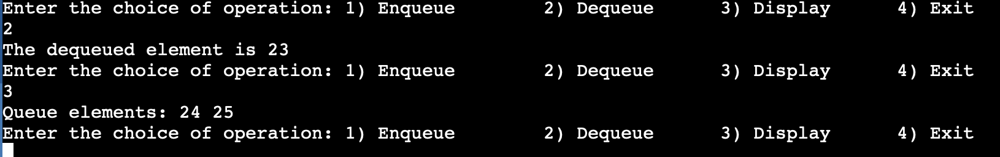 Enter the choice of operation: 1) Enqueue 2) Dequeue 3) Display 4) Exit
2
The dequeued element is 23
Enter the choice of operation: 1) Enqueue 2) Dequeue 3) Display 4) Exit
3
Queue elements: 24 25
Enter the choice of operation: 1) Enqueue 2) Dequeue 3) Display 4) Exit